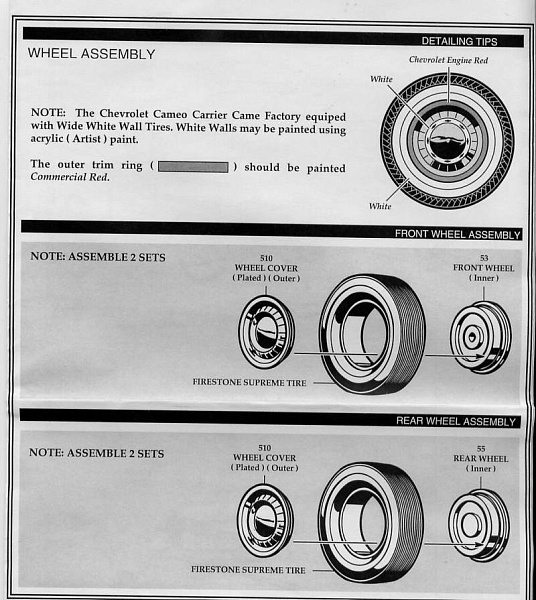 DETAILING TIPS
WHEEL ASSEMBLY
Chevrolet Engine Red
White
NOTE: The Chevrolet Cameo Carrier Came Factory equiped
with Wide White Wall Tires. White Walls may be painted using
acrylic ( Artist ) paint.
The outer trim ring ( ) should be painted
Commercial Red.
White
FRONT WHEEL ASSEMBLY
NOTE: ASSEMBLE 2 SETS
510
WHEEL COVER
( Plated ) ( Outer )
53
FRONT WHEEL
( Inner )
FIRESTONE SUPREME TIRE
REAR WHEEL ASSEMBLY
NOTE: ASSEMBLE 2 SETS
510
WHEEL COVER
( Plated ) ( Outer )
55
REAR WHEEL
( Inner )
FIRESTONE SUPREME TIRE